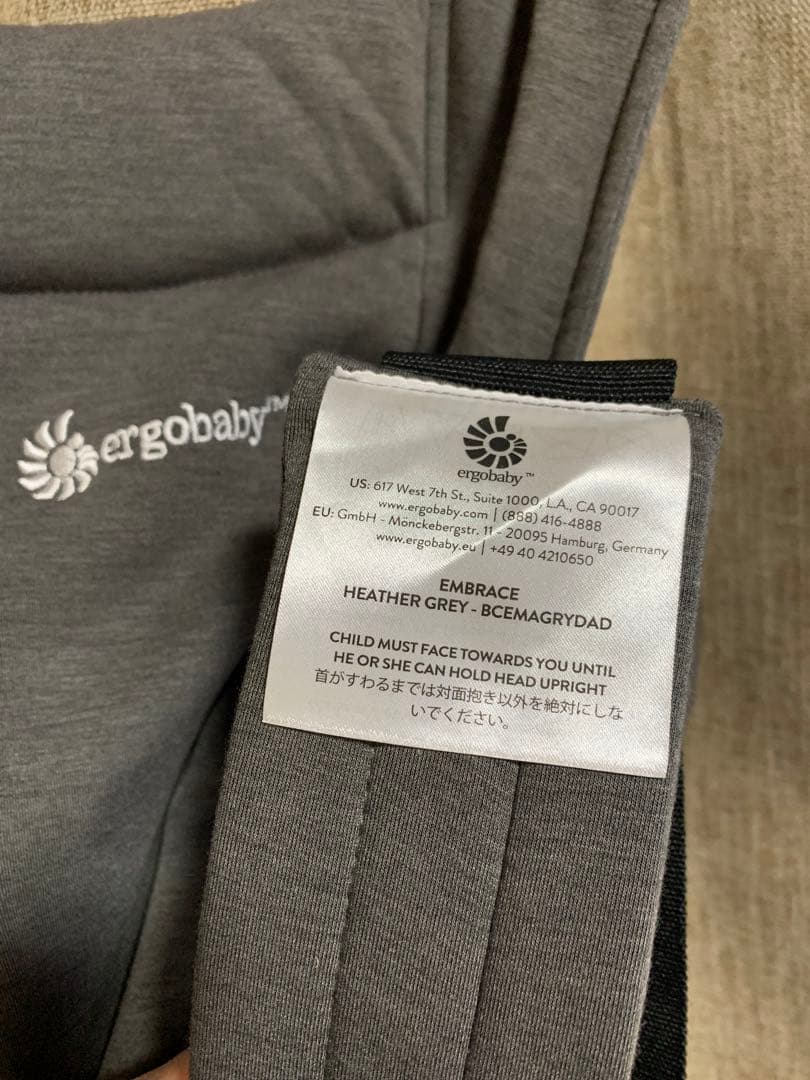 ergobaby™
ergobaby™
US: 617 West 7th St., Suite 1000, L.A., CA 90017
www.ergobaby.com | (888) 416-4888
EU: GmbH - Mönckebergstr. 11 - 20095 Hamburg, Germany
www.ergobaby.eu | +49 40 4210650
EMBRACE
HEATHER GREY - BCEMAGRYDAD
CHILD MUST FACE TOWARDS YOU UNTIL
HE OR SHE CAN HOLD HEAD UPRIGHT
首がすわるまでは対面抱き以外を絶対にしな
いでください。